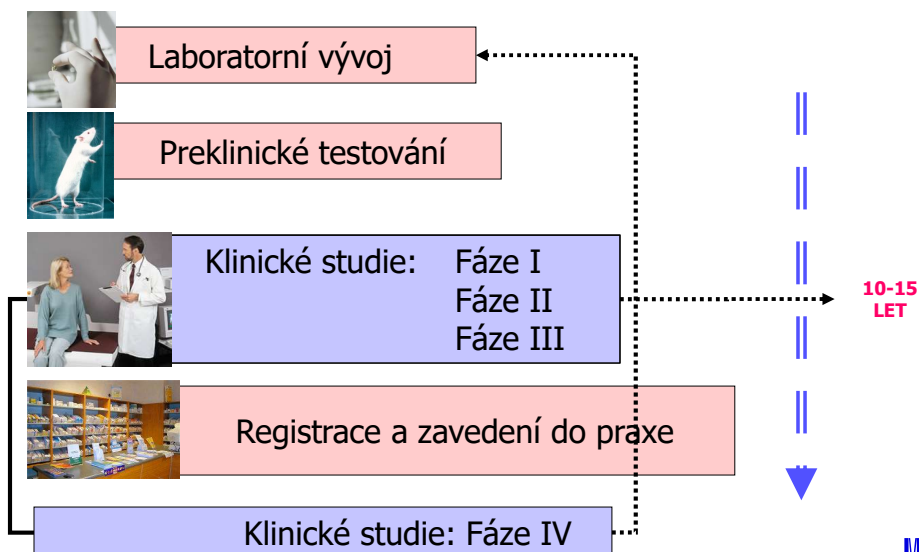 Laboratorní vývoj
Preklinické testování
Klinické studie: Fáze I
Fáze II
Fáze III
10-15
LET
Registrace a zavedení do praxe
Klinické studie: Fáze IV